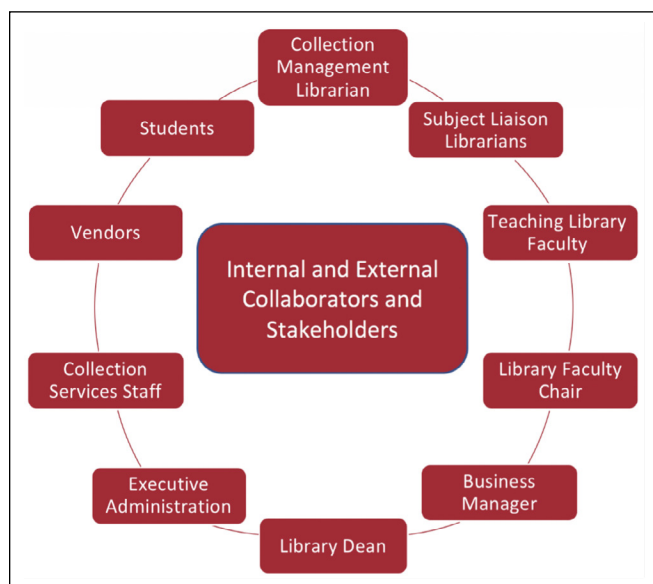 Collection
Management
Librarian
Subject Liaison
Librarians
Teaching Library
Faculty
Library Faculty
Chair
Business
Manager
Library Dean
Executive
Administration
Collection
Services Staff
Vendors
Students
Internal and External
Collaborators and
Stakeholders